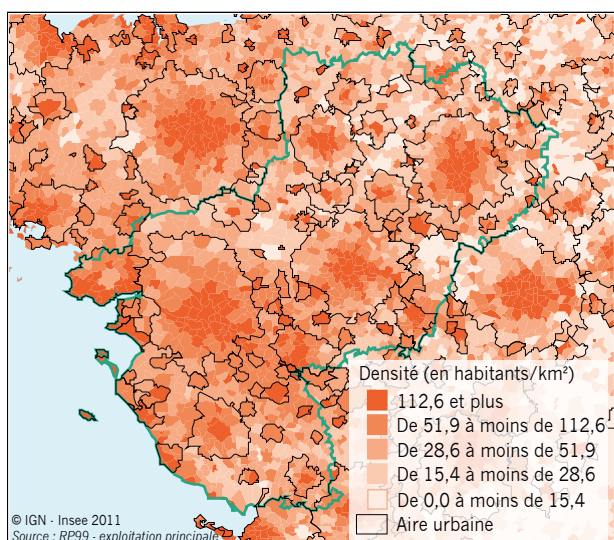 Densité (en habitants/km²)
112,6 et plus
De 51,9 à moins de 112,6
De 28,6 à moins de 51,9
De 15,4 à moins de 28,6
De 0,0 à moins de 15,4
Aire urbaine
© IGN - Insee 2011
Source : RP99 - exploitation principale